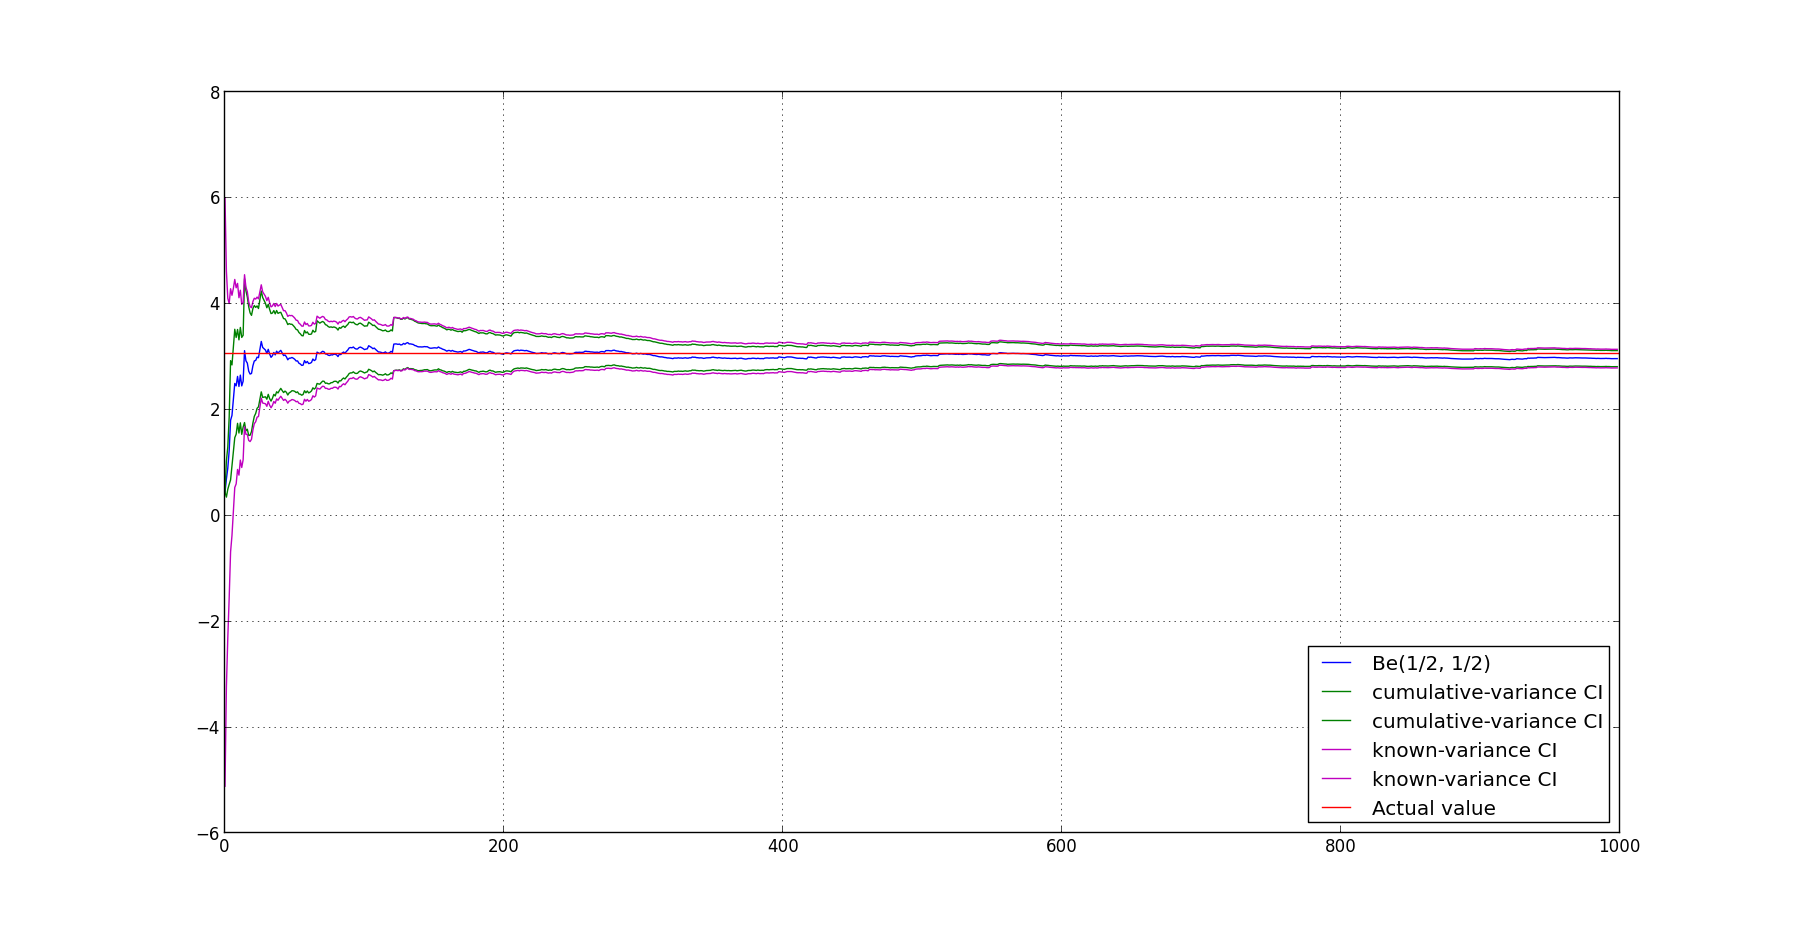 8
6
4
2
0
−2
−4
−6
0 200 400 600 800 1000
Be(1/2, 1/2)
cumulative-variance CI
cumulative-variance CI
known-variance CI
known-variance CI
Actual value